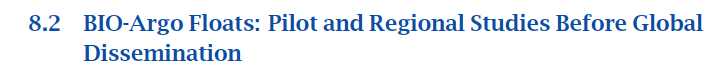 8.2 BIO-Argo Floats: Pilot and Regional Studies Before Global
Dissemination